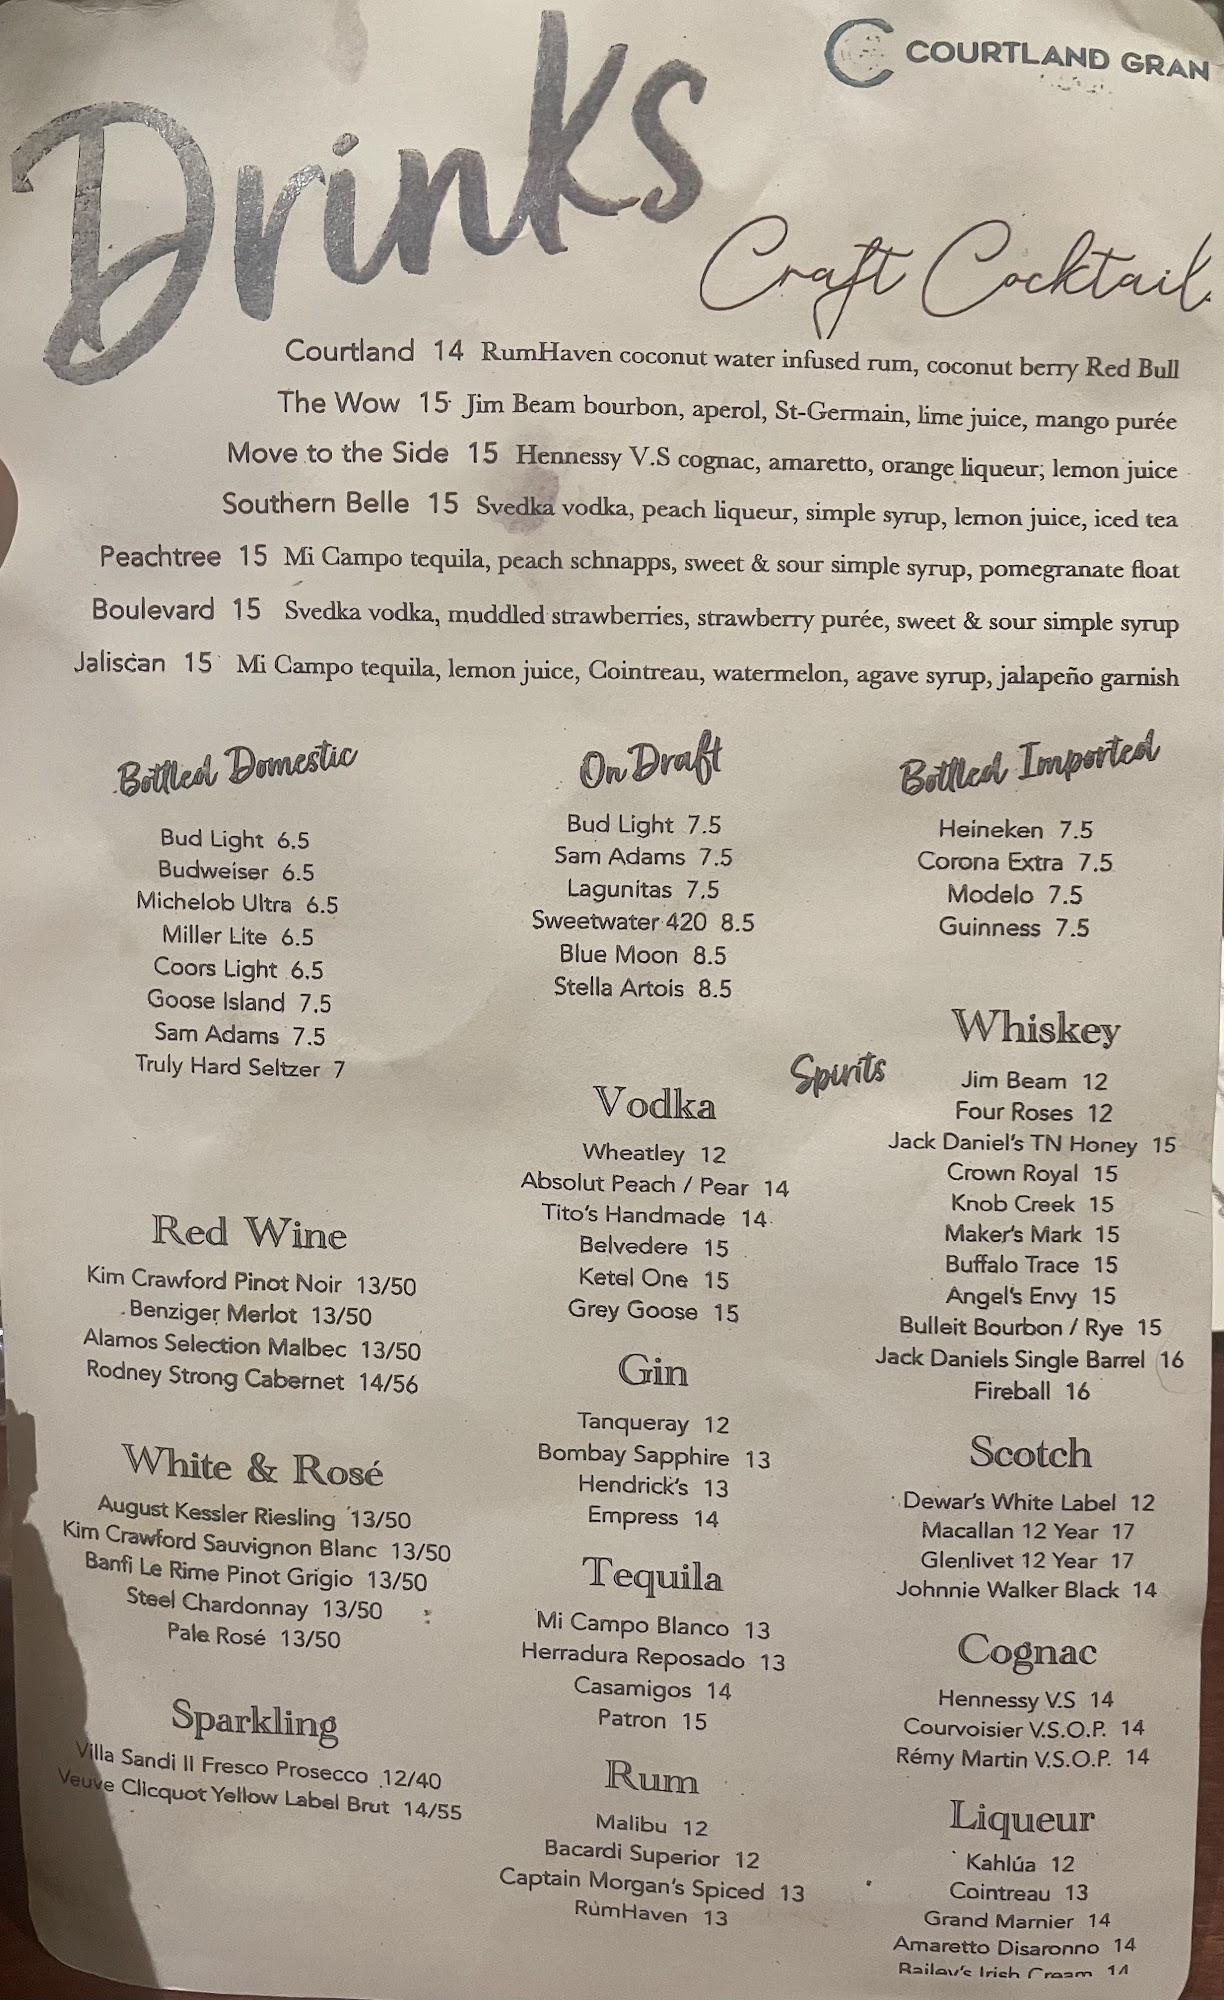 COURTLAND GRAN
Drinks
Craft Cocktail
Courtland 14 RumHaven coconut water infused rum, coconut berry Red Bull
The Wow 15 Jim Beam bourbon, aperol, St-Germain, lime juice, mango purée
Move to the Side 15 Hennessy V.S cognac, amaretto, orange liqueur, lemon juice
Southern Belle 15 Svedka vodka, peach liqueur, simple syrup, lemon juice, iced tea
Peachtree 15 Mi Campo tequila, peach schnapps, sweet & sour simple syrup, pomegranate float
Boulevard 15 Svedka vodka, muddled strawberries, strawberry purée, sweet & sour simple syrup
Jaliscan 15 Mi Campo tequila, lemon juice, Cointreau, watermelon, agave syrup, jalapeño garnish
Bottled Domestic
Bud Light 6.5
Budweiser 6.5
Michelob Ultra 6.5
Miller Lite 6.5
Coors Light 6.5
Goose Island 7.5
Sam Adams 7.5
Truly Hard Seltzer 7
Red Wine
Kim Crawford Pinot Noir 13/50
Benziger Merlot 13/50
Alamos Selection Malbec 13/50
Rodney Strong Cabernet 14/56
White & Rosé
August Kessler Riesling 13/50
Kim Crawford Sauvignon Blanc 13/50
Banfi Le Rime Pinot Grigio 13/50
Steel Chardonnay 13/50
Pale Rosé 13/50
Sparkling
Villa Sandi Il Fresco Prosecco 12/40
Veuve Clicquot Yellow Label Brut 14/55
On Draft
Bud Light 7.5
Sam Adams 7.5
Lagunitas 7.5
Sweetwater 420 8.5
Blue Moon 8.5
Stella Artois 8.5
Spirits
Vodka
Wheatley 12
Absolut Peach / Pear 14
Tito's Handmade 14
Belvedere 15
Ketel One 15
Grey Goose 15
Gin
Tanqueray 12
Bombay Sapphire 13
Hendrick's 13
Empress 14
Tequila
Mi Campo Blanco 13
Herradura Reposado 13
Casamigos 14
Patron 15
Rum
Malibu 12
Bacardi Superior 12
Captain Morgan's Spiced 13
RumHaven 13
Bottled Imported
Heineken 7.5
Corona Extra 7.5
Modelo 7.5
Guinness 7.5
Whiskey
Jim Beam 12
Four Roses 12
Jack Daniel's TN Honey 15
Crown Royal 15
Knob Creek 15
Maker's Mark 15
Buffalo Trace 15
Angel's Envy 15
Bulleit Bourbon / Rye 15
Jack Daniels Single Barrel 16
Fireball 16
Scotch
Dewar's White Label 12
Macallan 12 Year 17
Glenlivet 12 Year 17
Johnnie Walker Black 14
Cognac
Hennessy V.S 14
Courvoisier V.S.O.P. 14
Rémy Martin V.S.O.P. 14
Liqueur
Kahlúa 12
Cointreau 13
Grand Marnier 14
Amaretto Disaronno 14
Bailey's Irish Cream 14